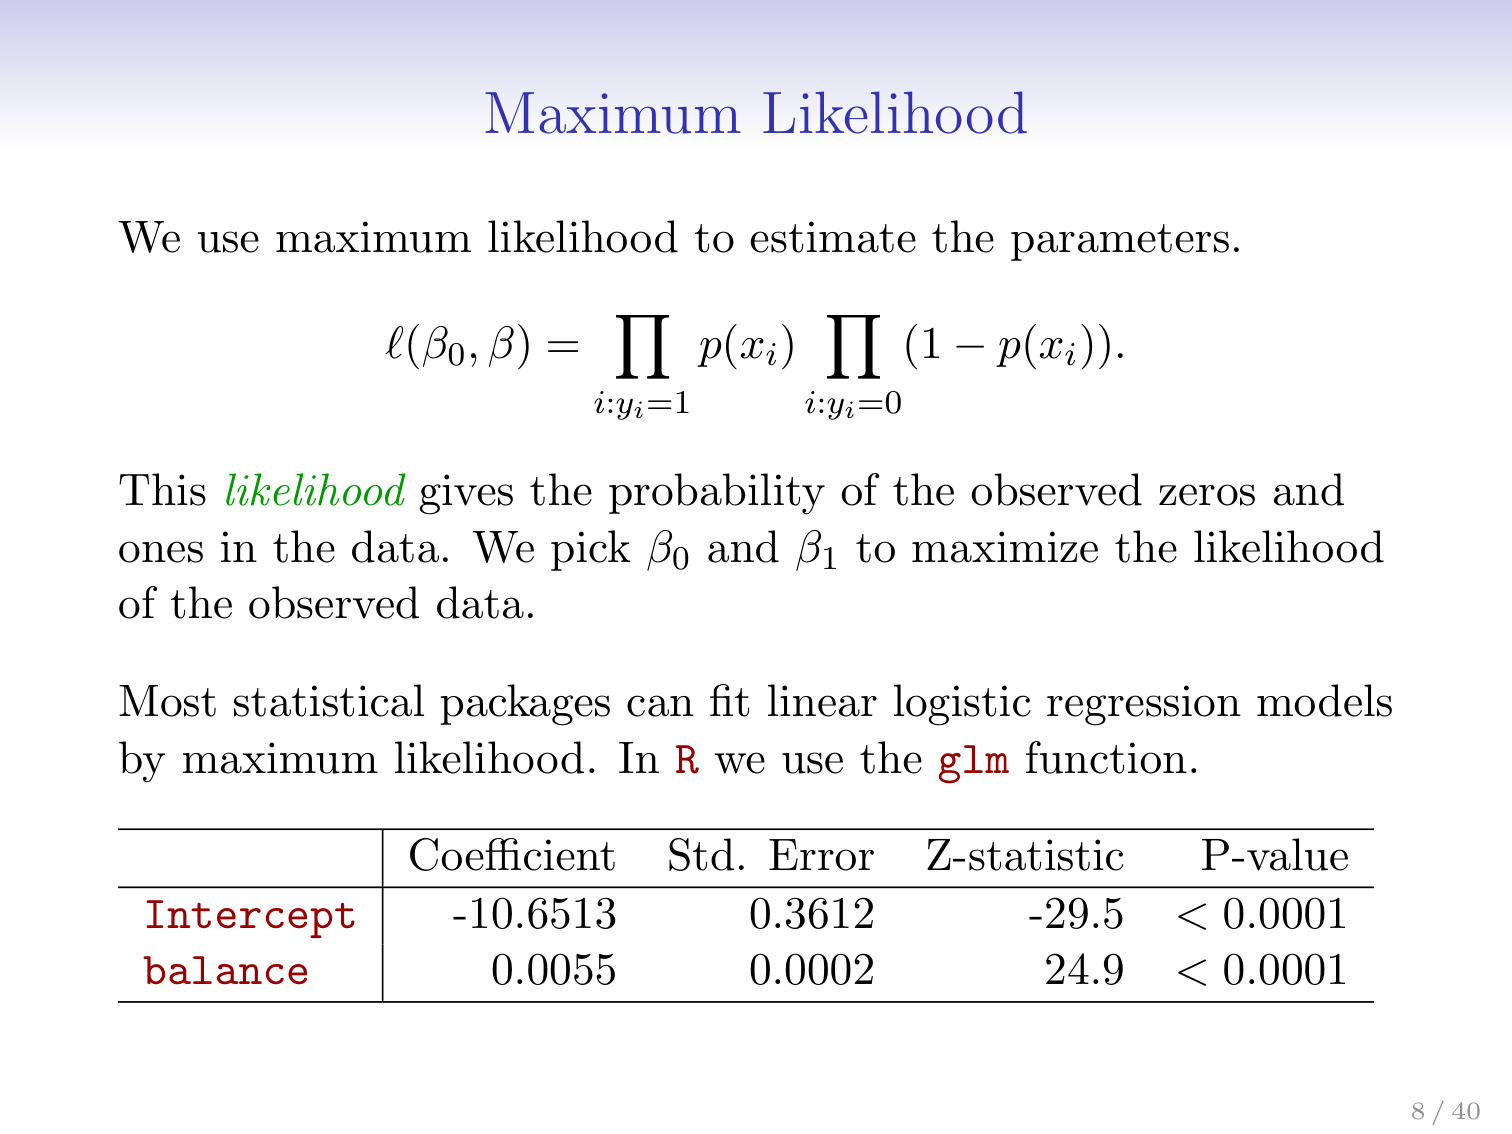 Maximum Likelihood
We use maximum likelihood to estimate the parameters.
ℓ(β₀, β) = ∏_{i:yᵢ=1} p(xᵢ) ∏_{i:yᵢ=0} (1 − p(xᵢ)).
This likelihood gives the probability of the observed zeros and
ones in the data. We pick β₀ and β₁ to maximize the likelihood
of the observed data.
Most statistical packages can fit linear logistic regression models
by maximum likelihood. In R we use the glm function.
Coefficient Std. Error Z-statistic P-value
Intercept -10.6513 0.3612 -29.5 < 0.0001
balance 0.0055 0.0002 24.9 < 0.0001
8 / 40